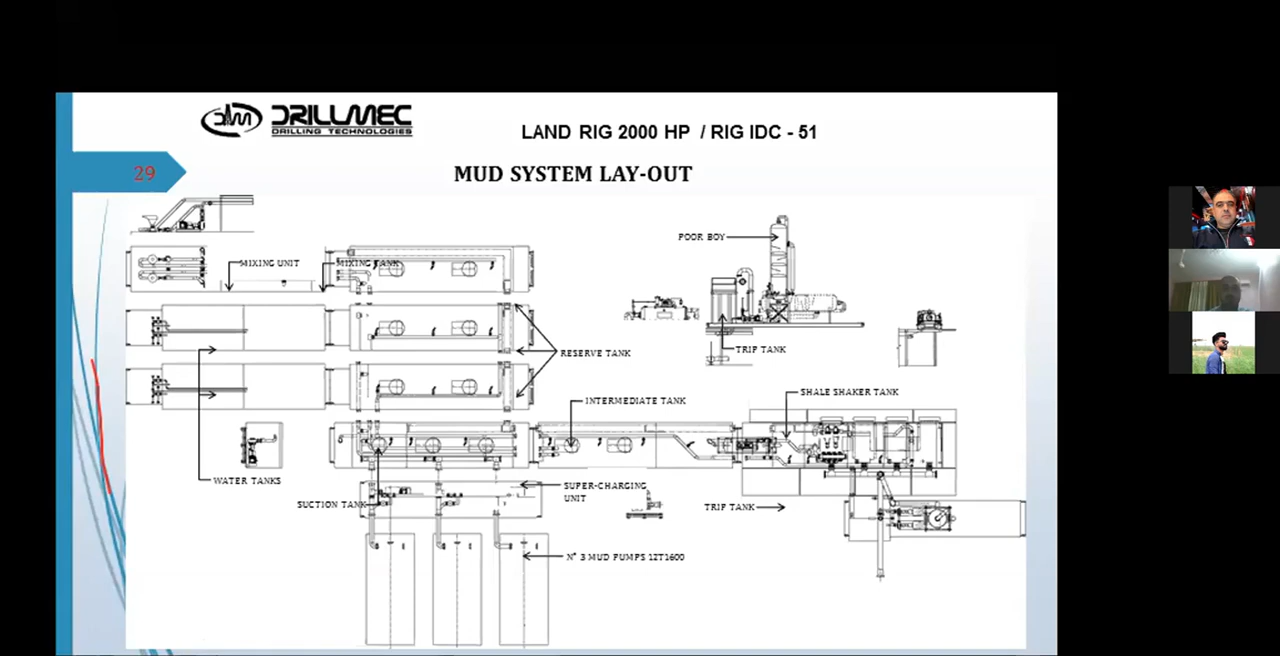 DRILLMEC
DRILLING TECHNOLOGIES
LAND RIG 2000 HP / RIG IDC - 51
29
MUD SYSTEM LAY-OUT
POOR BOY
MIXING UNIT
MIXING TANK
TRIP TANK
RESERVE TANK
SHALE SHAKER TANK
INTERMEDIATE TANK
WATER TANKS
SUPER-CHARGING
UNIT
SUCTION TANK
TRIP TANK
N° 3 MUD PUMPS 12T1600